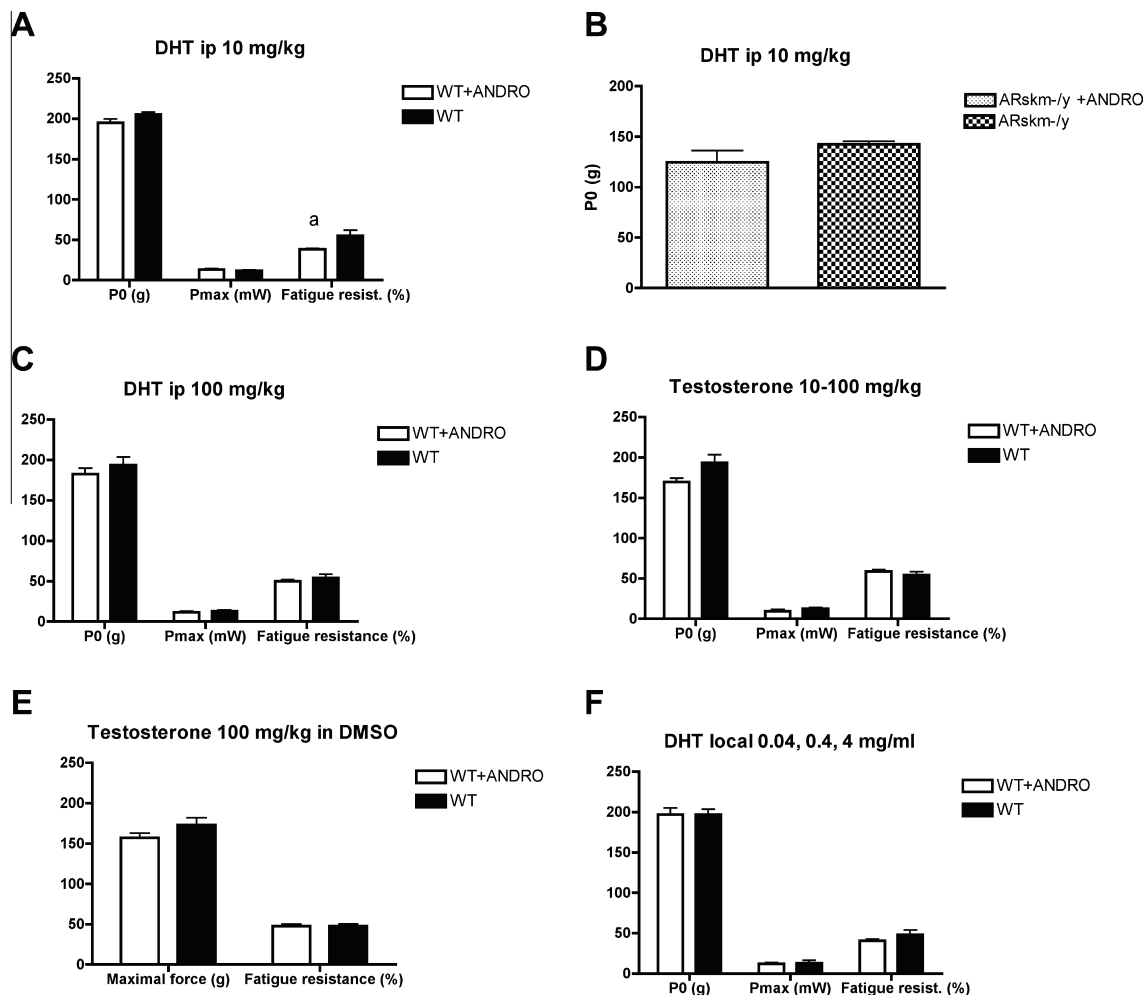 A
DHT ip 10 mg/kg
250
200
150
100
50
0
P0 (g) Pmax (mW) Fatigue resist. (%)
a
WT+ANDRO
WT
B
DHT ip 10 mg/kg
P0 (g)
200
150
100
50
0
ARskm-/y +ANDRO
ARskm-/y
C
DHT ip 100 mg/kg
250
200
150
100
50
0
P0 (g) Pmax (mW) Fatigue resistance (%)
WT+ANDRO
WT
D
Testosterone 10-100 mg/kg
250
200
150
100
50
0
P0 (g) Pmax (mW) Fatigue resistance (%)
WT+ANDRO
WT
E
Testosterone 100 mg/kg in DMSO
250
200
150
100
50
0
Maximal force (g) Fatigue resistance (%)
WT+ANDRO
WT
F
DHT local 0.04, 0.4, 4 mg/ml
250
200
150
100
50
0
P0 (g) Pmax (mW) Fatigue resist. (%)
WT+ANDRO
WT